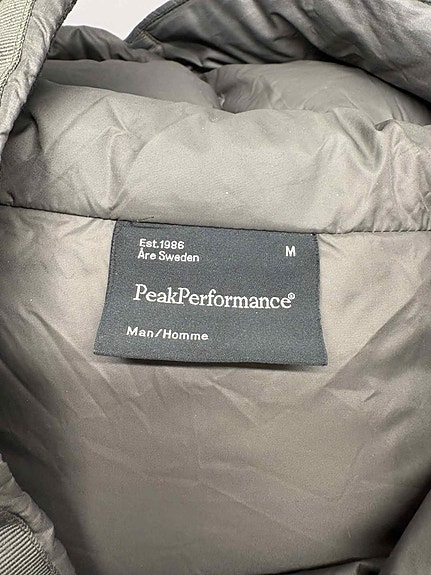 Est.1986 M
Åre Sweden
PeakPerformance®
Man/Homme